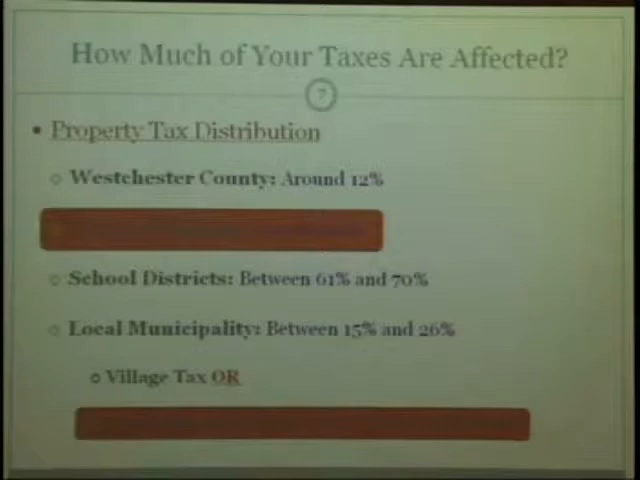 How Much of Your Taxes Are Affected?
7
• Property Tax Distribution
○ Westchester County: Around 12%
○ School Districts: Between 61% and 70%
○ Local Municipality: Between 15% and 26%
○ Village Tax OR